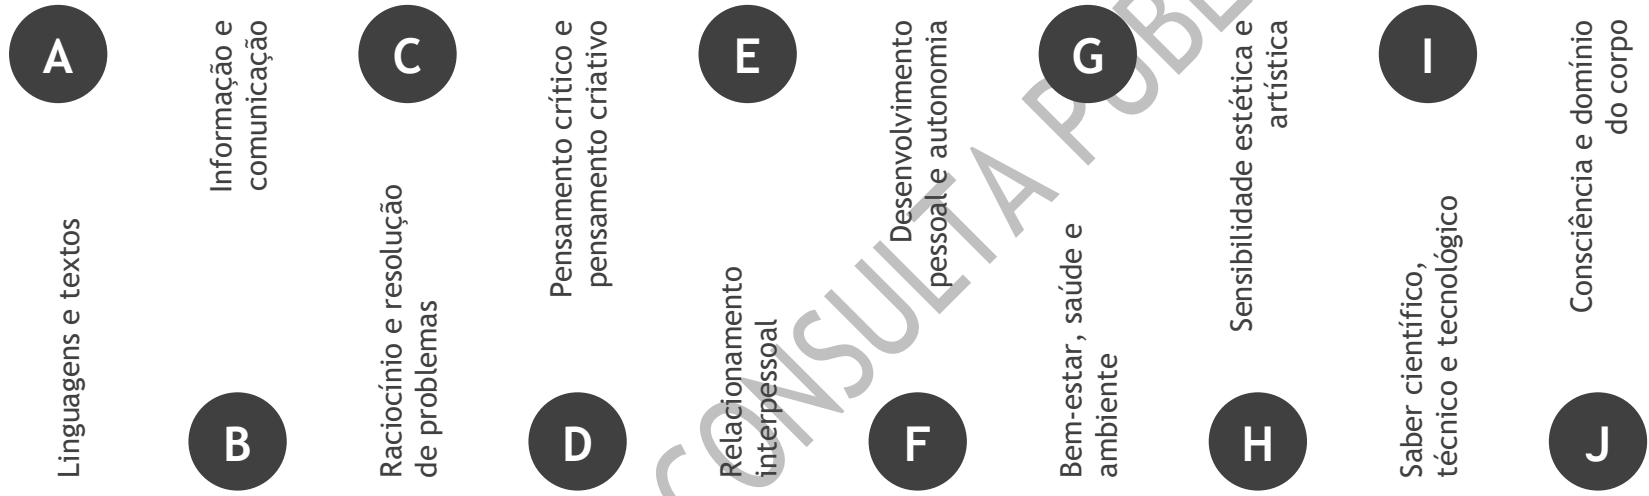 A
Linguagens e textos
Informação e
comunicação
B
C
Raciocínio e resolução
de problemas
Pensamento crítico e
pensamento criativo
D
E
Relacionamento
interpessoal
Desenvolvimento
pessoal e autonomia
F
G
Bem-estar, saúde e
ambiente
Sensibilidade estética e
artística
H
I
Saber científico,
técnico e tecnológico
Consciência e domínio
do corpo
J
CONSULTA PÚB